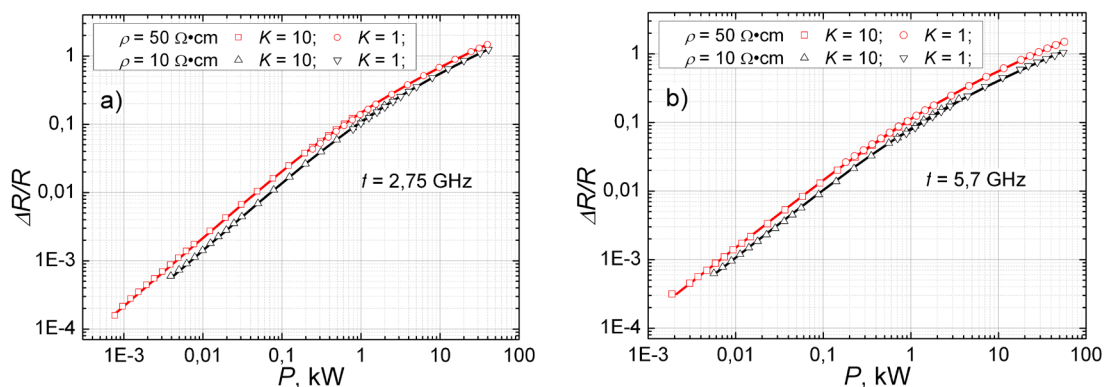 a)
ρ = 50 Ω•cm □ K = 10; ○ K = 1;
ρ = 10 Ω•cm △ K = 10; ▽ K = 1;
1
0,1
0,01
1E-3
1E-4
ΔR/R
f = 2,75 GHz
1E-3 0,01 0,1 1 10 100
P, kW
b)
ρ = 50 Ω•cm □ K = 10; ○ K = 1;
ρ = 10 Ω•cm △ K = 10; ▽ K = 1;
1
0,1
0,01
1E-3
1E-4
ΔR/R
f = 5,7 GHz
1E-3 0,01 0,1 1 10 100
P, kW